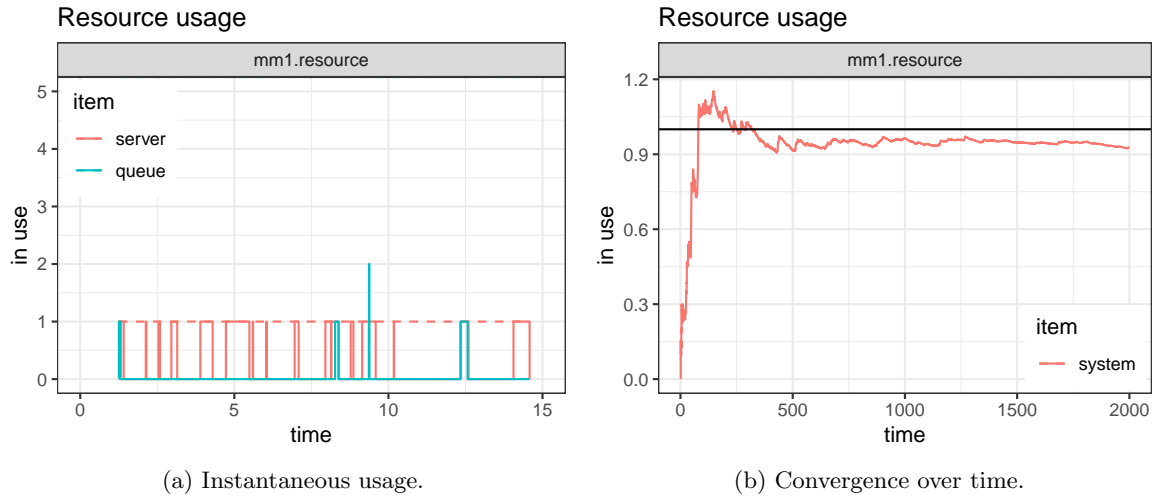 Resource usage
mm1.resource
5
4
3
2
1
0
in use
item
server
queue
0 5 10 15
time
(a) Instantaneous usage.
Resource usage
mm1.resource
1.2
0.9
0.6
0.3
0.0
in use
item
system
0 500 1000 1500 2000
time
(b) Convergence over time.